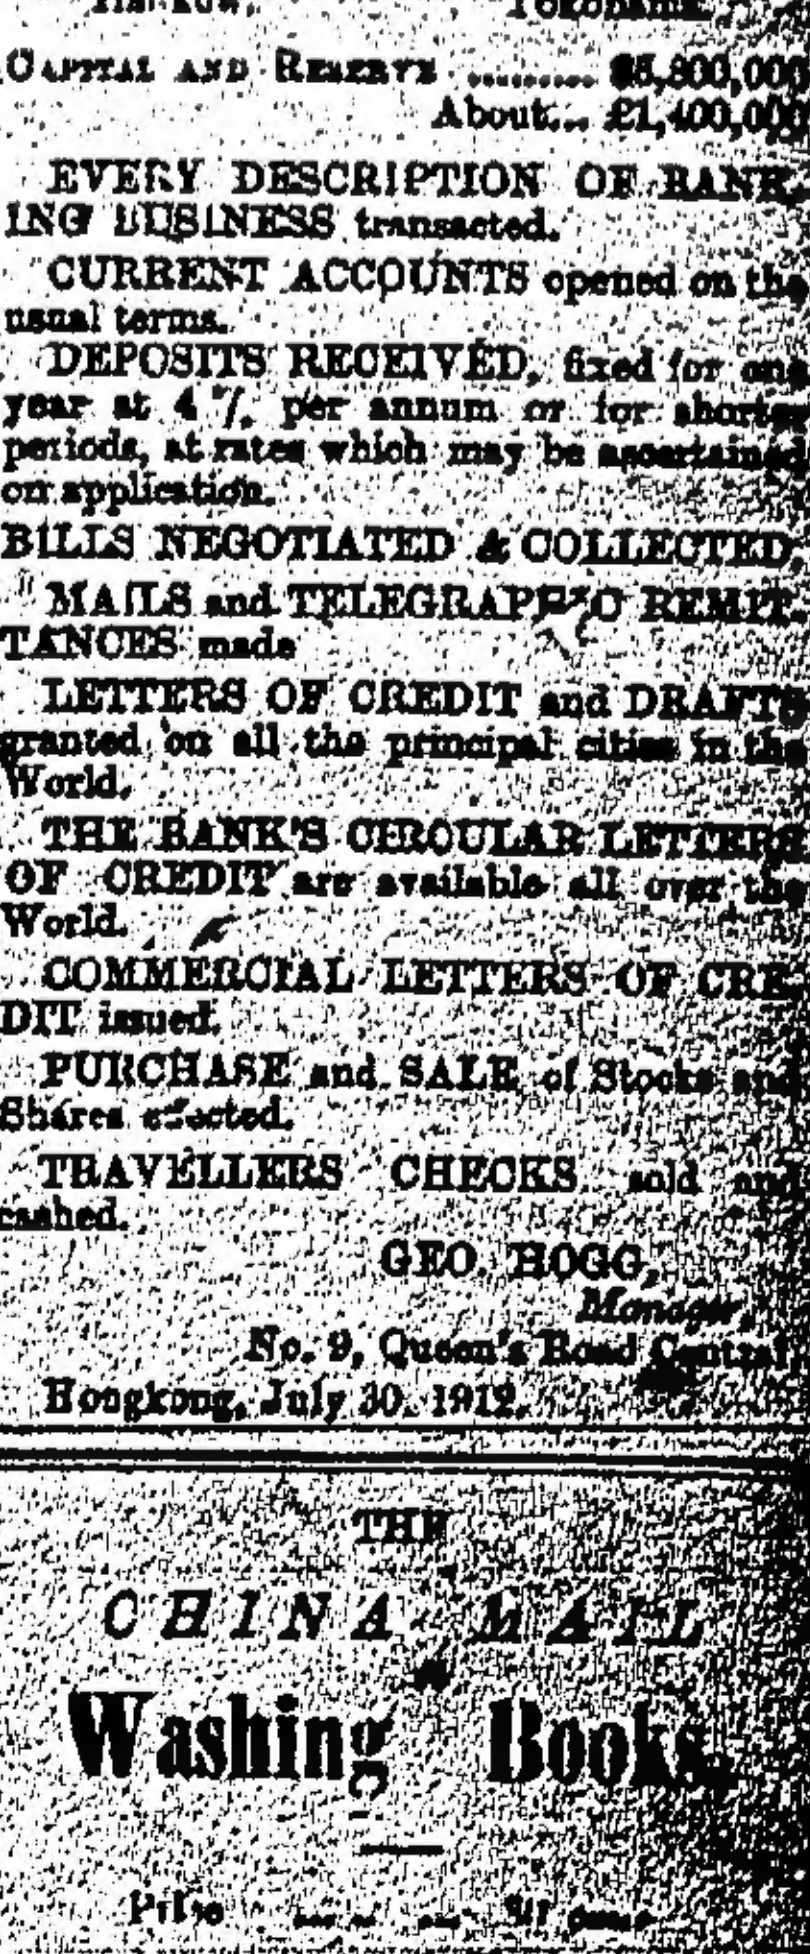 YOKOHAMA
CAPITAL AND RESERVE .......... $6,800,000
About... £1,400,000
EVERY DESCRIPTION OF BANK-
ING BUSINESS transacted.
CURRENT ACCOUNTS opened on the
usual terms.
DEPOSITS RECEIVED, fixed for one
year at 4 %. per annum or for shorter
periods, at rates which may be ascertained
on application.
BILLS NEGOTIATED & COLLECTED.
MAILS and TELEGRAPHIC REMIT-
TANCES made
LETTERS OF CREDIT and DRAFTS
granted on all the principal cities in the
World.
THE BANK'S CIRCULAR LETTERS
OF CREDIT are available all over the
World.
COMMERCIAL LETTERS OF CRE-
DIT issued.
PURCHASE and SALE of Stocks and
Shares effected.
TRAVELLERS CHECKS sold and
cashed.
GEO. HOGG,
Manager.
No. 9, Queen's Road Central,
Hongkong, July 30, 1912.
THE
CHINA MAIL
Washing Books.
Price